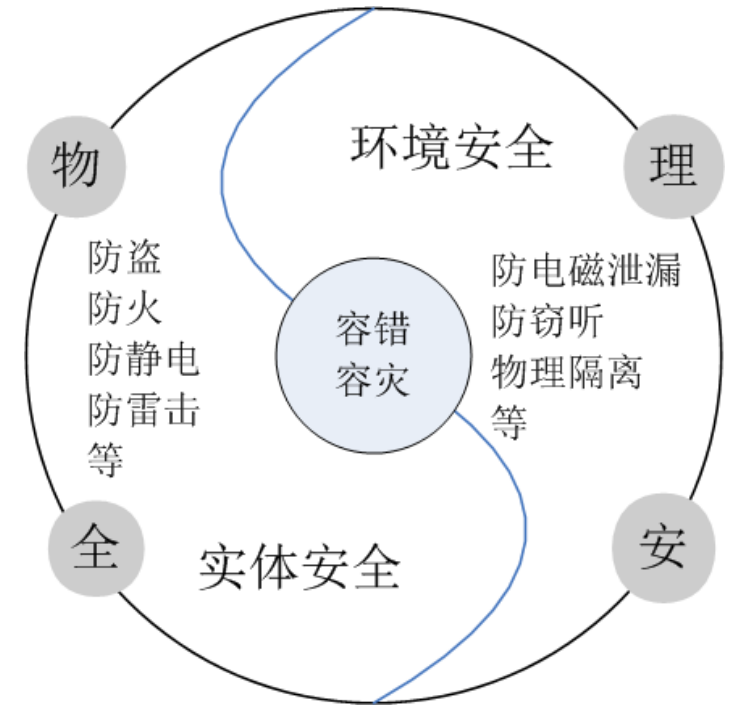 物
理
环境安全
防盗
防火
防静电
防雷击
等
容错
容灾
防电磁泄漏
防窃听
物理隔离
等
全
实体安全
安